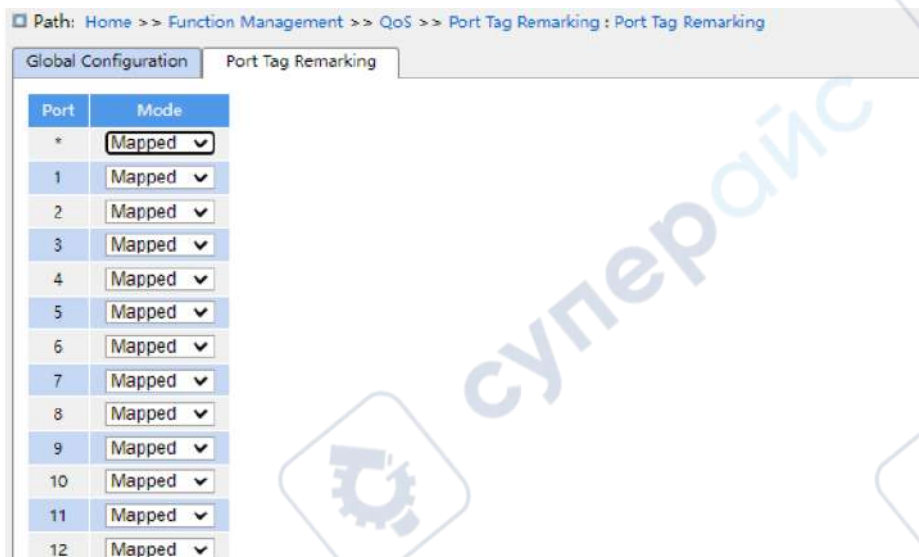 Path: Home >> Function Management >> QoS >> Port Tag Remarking : Port Tag Remarking
Global Configuration Port Tag Remarking
Port Mode
* Mapped
1 Mapped
2 Mapped
3 Mapped
4 Mapped
5 Mapped
6 Mapped
7 Mapped
8 Mapped
9 Mapped
10 Mapped
11 Mapped
12 Mapped
суперайс